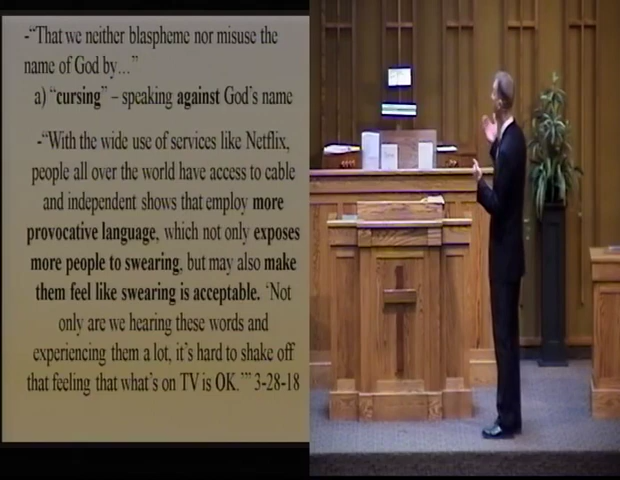 -“That we neither blaspheme nor misuse the
name of God by...”
a) “cursing” – speaking against God’s name
-“With the wide use of services like Netflix,
people all over the world have access to cable
and independent shows that employ more
provocative language, which not only exposes
more people to swearing, but may also make
them feel like swearing is acceptable. ‘Not
only are we hearing these words and
experiencing them a lot, it’s hard to shake off
that feeling that what’s on TV is OK.’” 3-28-18